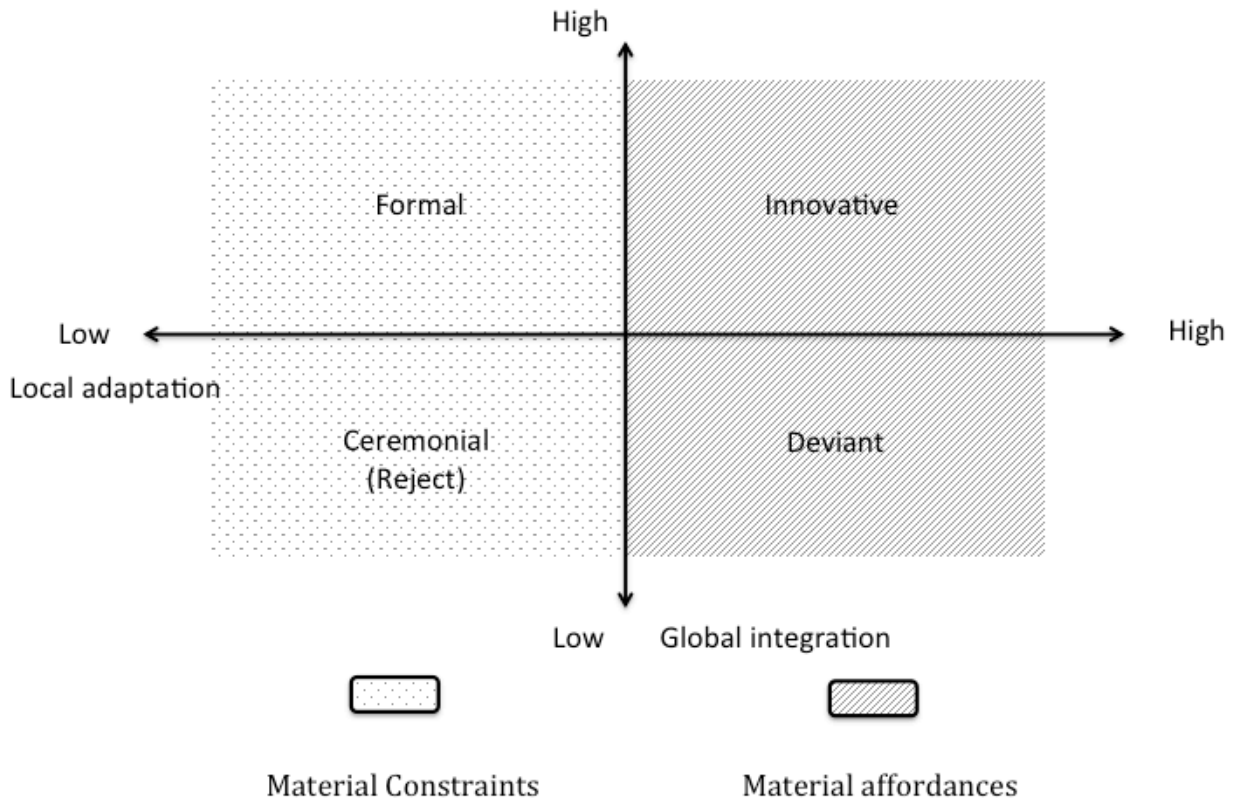 High
Formal
Innovative
Low
High
Local adaptation
Ceremonial
(Reject)
Deviant
Low
Global integration
Material Constraints
Material affordances